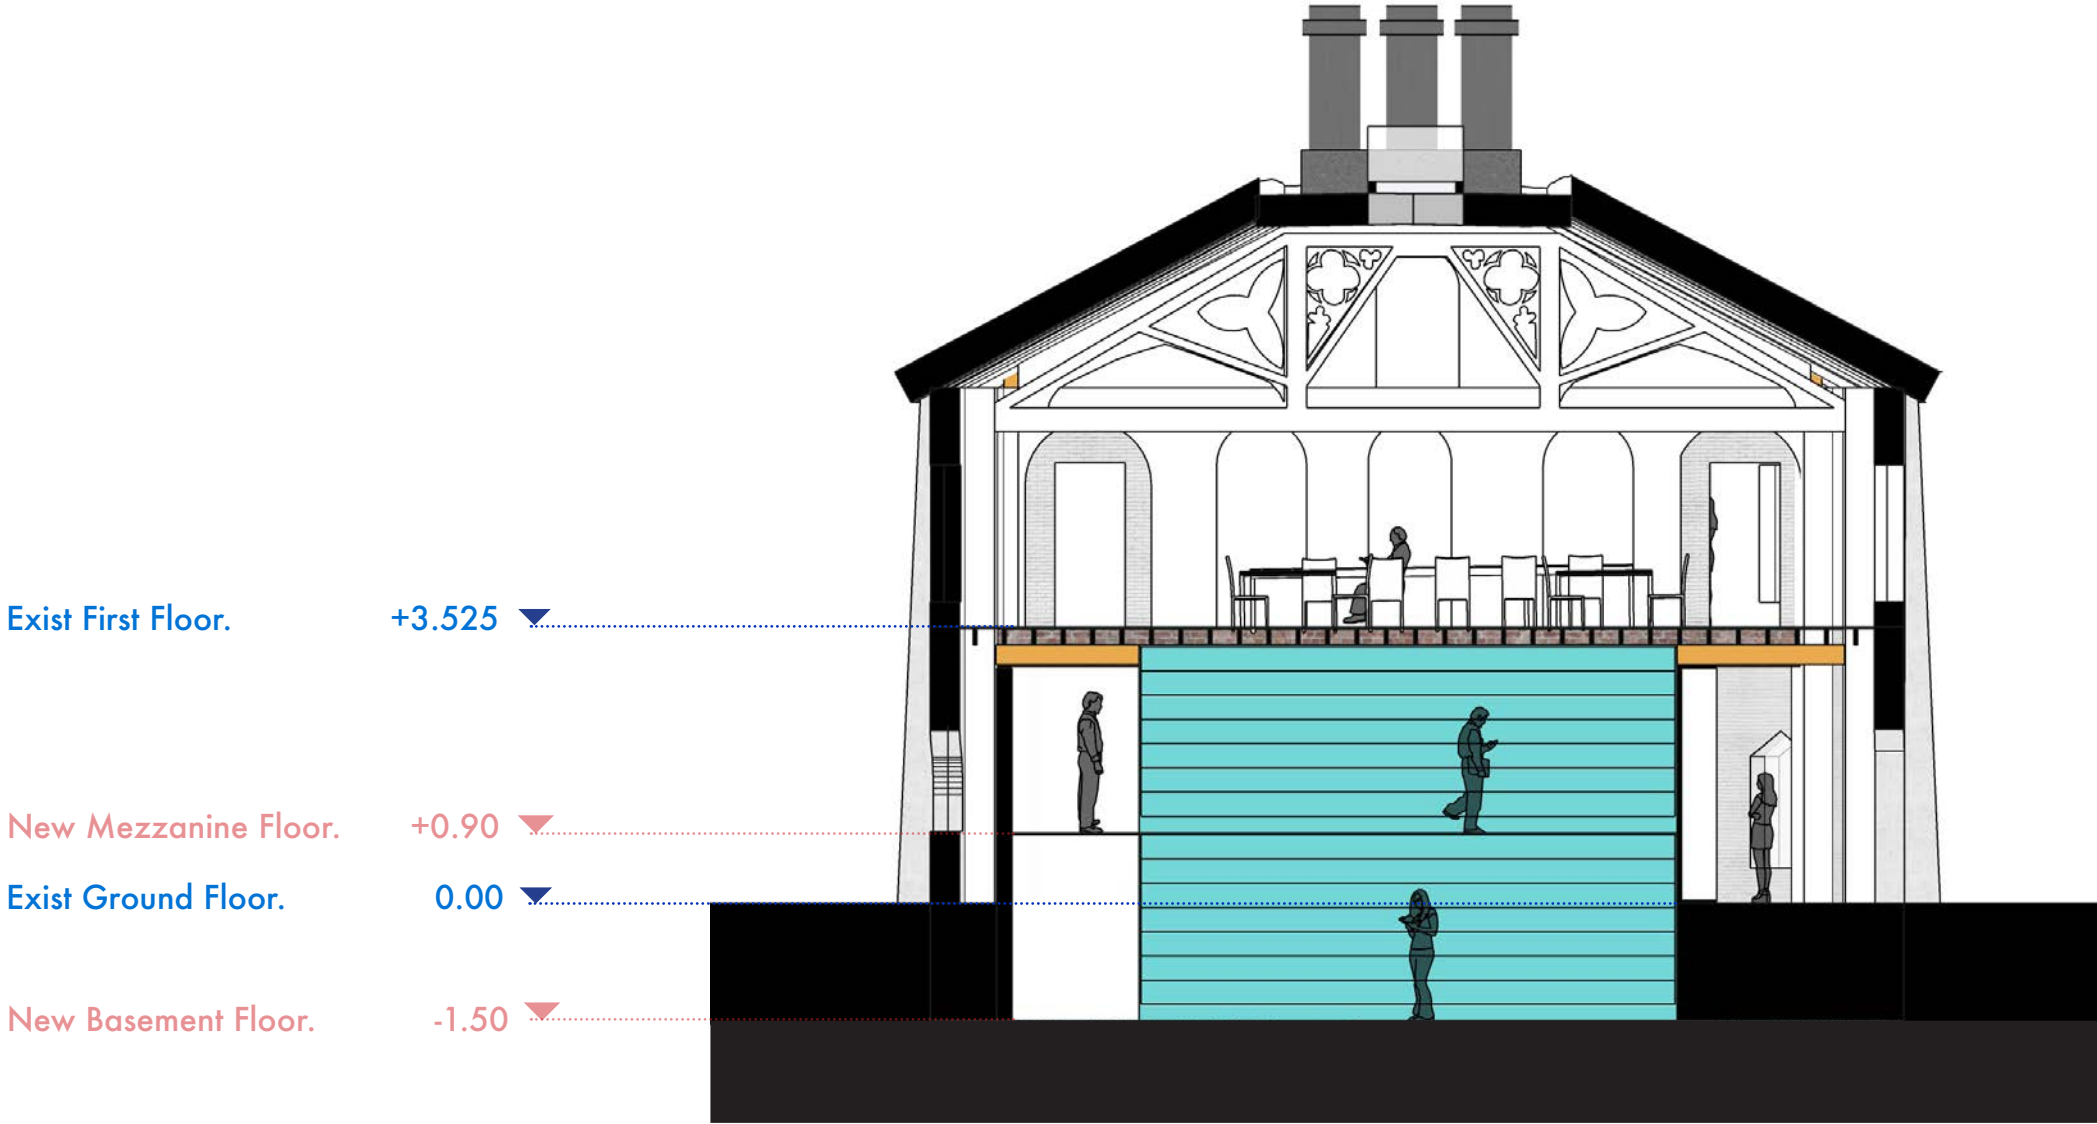 Exist First Floor. +3.525
New Mezzanine Floor. +0.90
Exist Ground Floor. 0.00
New Basement Floor. -1.50